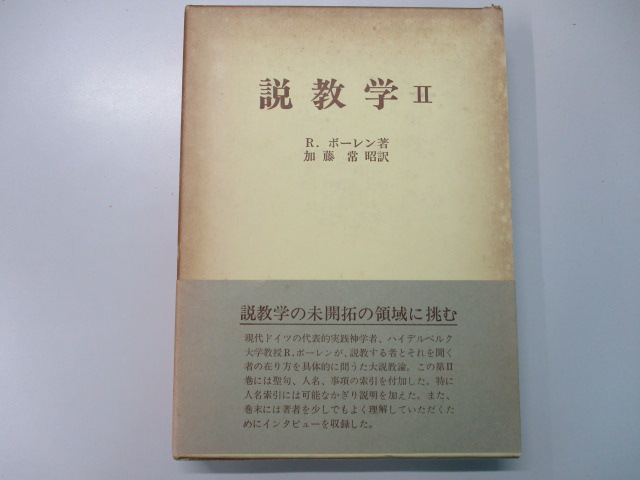 説教学 II
R. ボーレン著
加藤常昭訳
説教学の未開拓の領域に挑む
現代ドイツの代表的実践神学者、ハイデルベルク
大学教授R.ボーレンが、説教する者とそれを聞く
者の在り方を具体的に問うた大説教論。この第II
巻には聖句、人名、事項の索引を付加した。特に
人名索引には可能なかぎり説明を加えた。また、
巻末には著者を少しでもよく理解していただくた
めにインタビューを収録した。